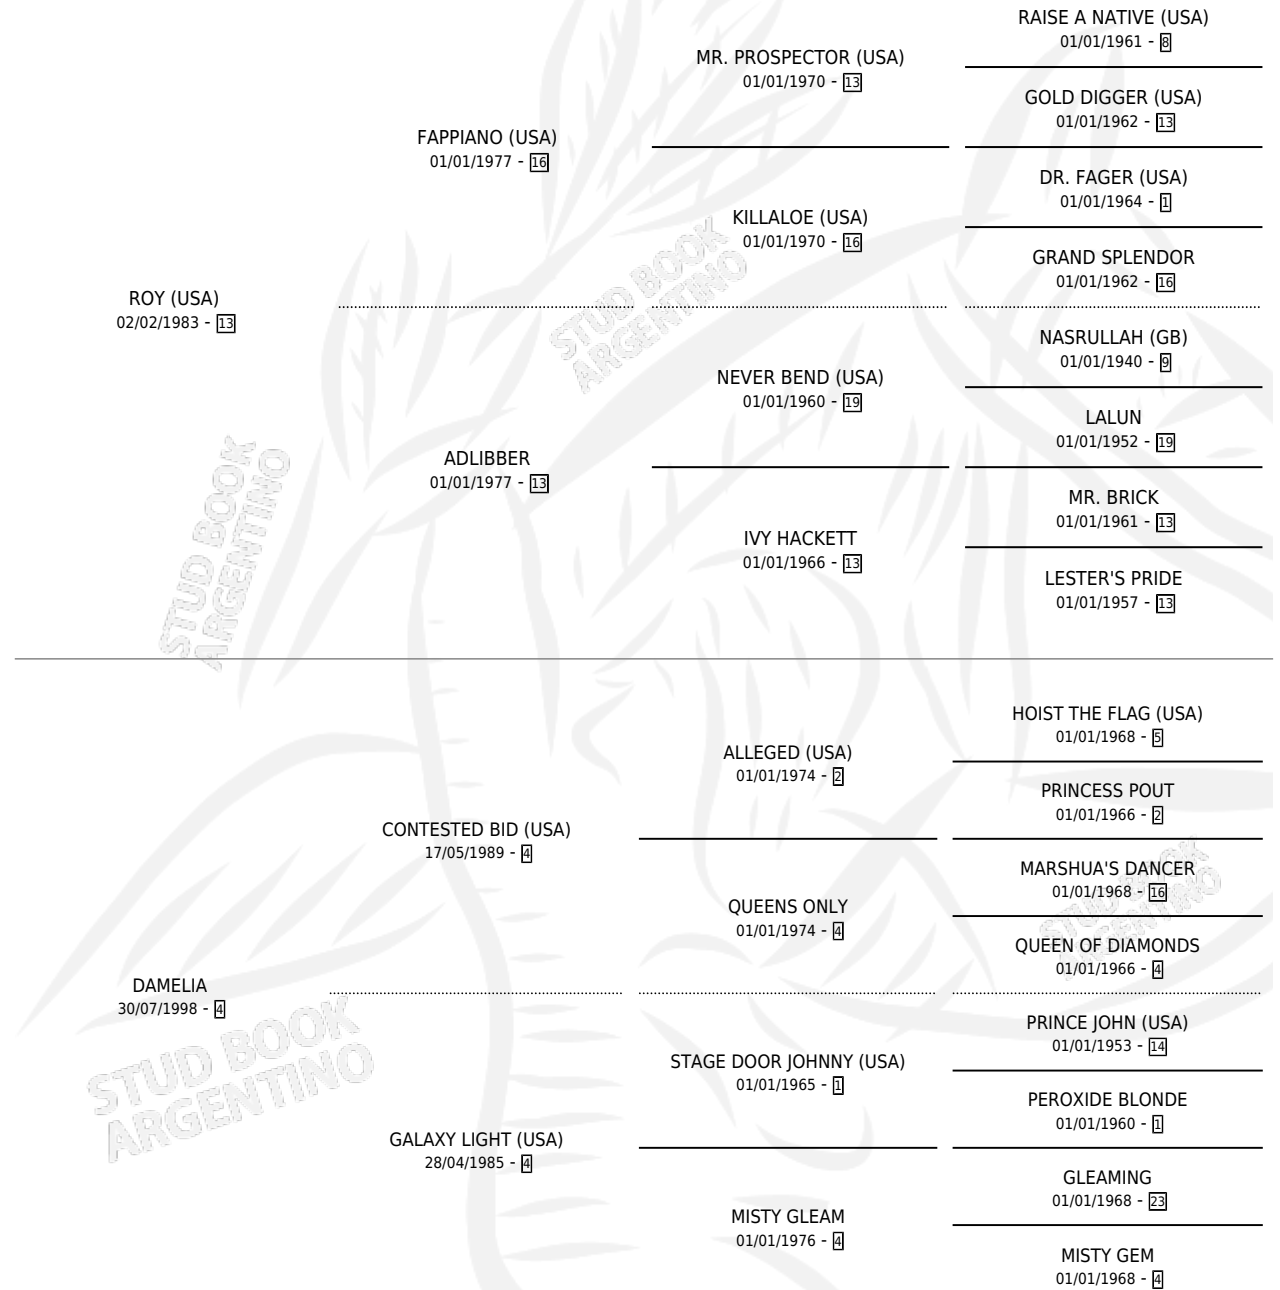 RAISE A NATIVE (USA)
01/01/1961 - 8
MR. PROSPECTOR (USA)
01/01/1970 - 13
GOLD DIGGER (USA)
01/01/1962 - 13
FAPPIANO (USA)
01/01/1977 - 16
DR. FAGER (USA)
01/01/1964 - 1
KILLALOE (USA)
01/01/1970 - 16
GRAND SPLENDOR
01/01/1962 - 16
ROY (USA)
02/02/1983 - 13
NASRULLAH (GB)
01/01/1940 - 9
NEVER BEND (USA)
01/01/1960 - 19
LALUN
01/01/1952 - 19
ADLIBBER
01/01/1977 - 13
MR. BRICK
01/01/1961 - 13
IVY HACKETT
01/01/1966 - 13
LESTER'S PRIDE
01/01/1957 - 13
HOIST THE FLAG (USA)
01/01/1968 - 5
ALLEGED (USA)
01/01/1974 - 2
PRINCESS POUT
01/01/1966 - 2
CONTESTED BID (USA)
17/05/1989 - 4
MARSHUA'S DANCER
01/01/1968 - 16
QUEENS ONLY
01/01/1974 - 4
QUEEN OF DIAMONDS
01/01/1966 - 4
DAMELIA
30/07/1998 - 4
PRINCE JOHN (USA)
01/01/1953 - 14
STAGE DOOR JOHNNY (USA)
01/01/1965 - 1
PEROXIDE BLONDE
01/01/1960 - 1
GALAXY LIGHT (USA)
28/04/1985 - 4
GLEAMING
01/01/1968 - 23
MISTY GLEAM
01/01/1976 - 4
MISTY GEM
01/01/1968 - 4
STUD BOOK
ARGENTINO
STUD BOOK
ARGENTINO
STUD BOOK
ARGENTINO
STUD BOOK
ARGENTINO